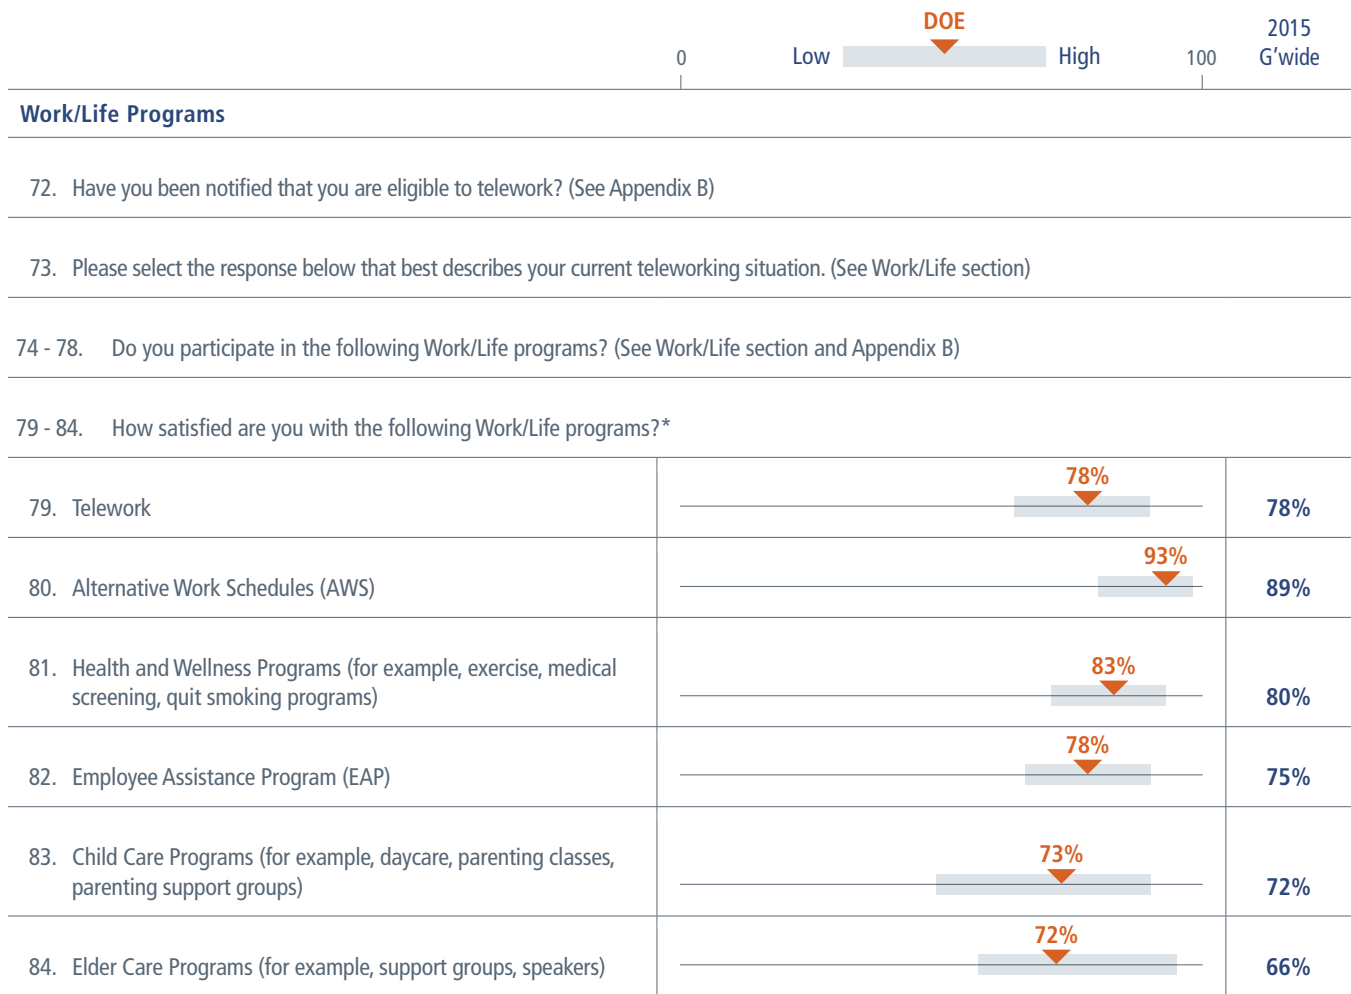 DOE
2015
0 Low High 100 G’wide
Work/Life Programs
72. Have you been notified that you are eligible to telework? (See Appendix B)
73. Please select the response below that best describes your current teleworking situation. (See Work/Life section)
74 - 78. Do you participate in the following Work/Life programs? (See Work/Life section and Appendix B)
79 - 84. How satisfied are you with the following Work/Life programs?*
78%
79. Telework 78%
93%
80. Alternative Work Schedules (AWS) 89%
81. Health and Wellness Programs (for example, exercise, medical 83%
screening, quit smoking programs) 80%
78%
82. Employee Assistance Program (EAP) 75%
83. Child Care Programs (for example, daycare, parenting classes, 73%
parenting support groups) 72%
72%
84. Elder Care Programs (for example, support groups, speakers) 66%